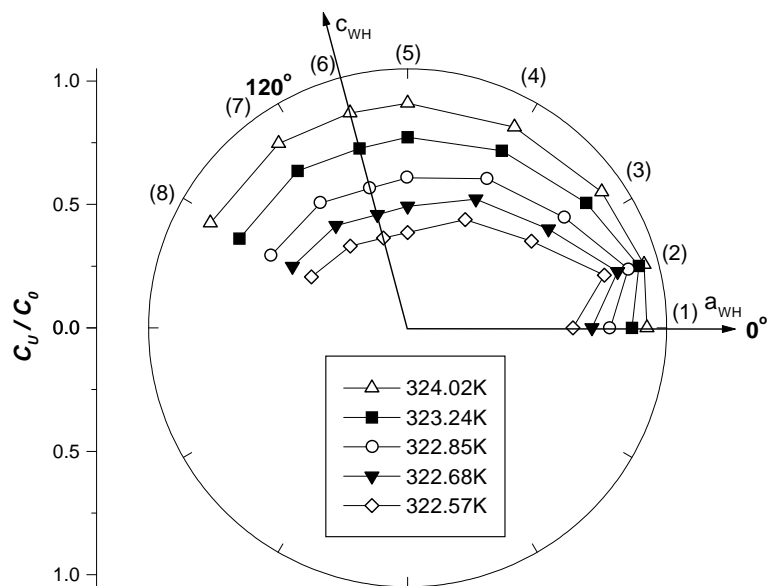 c_WH
(5)
(6)
(4)
120°
1.0
(7)
(3)
(8)
0.5
(2)
a_WH
(1)
0.0
0°
C_U / C_0
324.02K
323.24K
322.85K
322.68K
322.57K
0.5
1.0